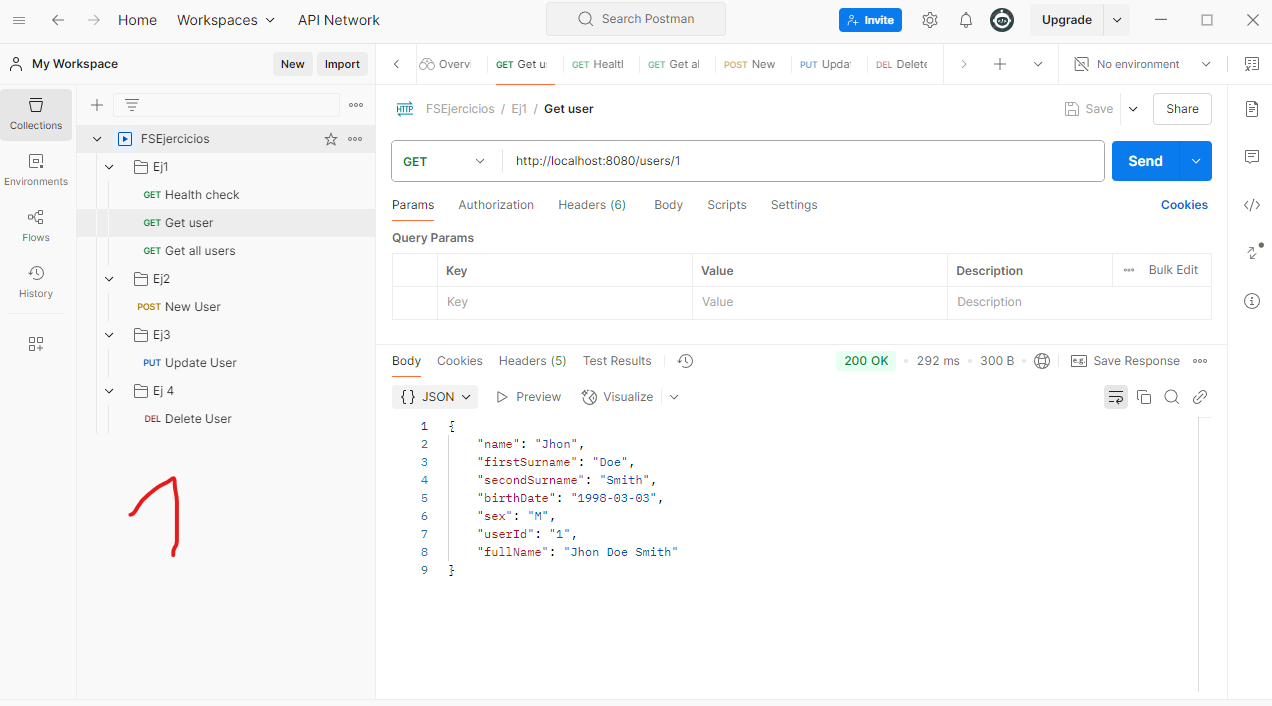 Home Workspaces API Network Search Postman Invite Upgrade
My Workspace New Import
Overvi GET Get u GET Healtl GET Get al POST New PUT Updat DEL Delete No environment
Collections
Environments
Flows
History
FSEjercicios
Ej1
GET Health check
GET Get user
GET Get all users
Ej2
POST New User
Ej3
PUT Update User
Ej 4
DEL Delete User
1
HTTP FSEjercicios / Ej1 / Get user Save Share
GET http://localhost:8080/users/1 Send
Params Authorization Headers (6) Body Scripts Settings Cookies
Query Params
Key Value Description Bulk Edit
Key Value Description
Body Cookies Headers (5) Test Results 200 OK 292 ms 300 B e.g. Save Response
{} JSON Preview Visualize
1 {
2 "name": "Jhon",
3 "firstSurname": "Doe",
4 "secondSurname": "Smith",
5 "birthDate": "1998-03-03",
6 "sex": "M",
7 "userId": "1",
8 "fullName": "Jhon Doe Smith"
9 }